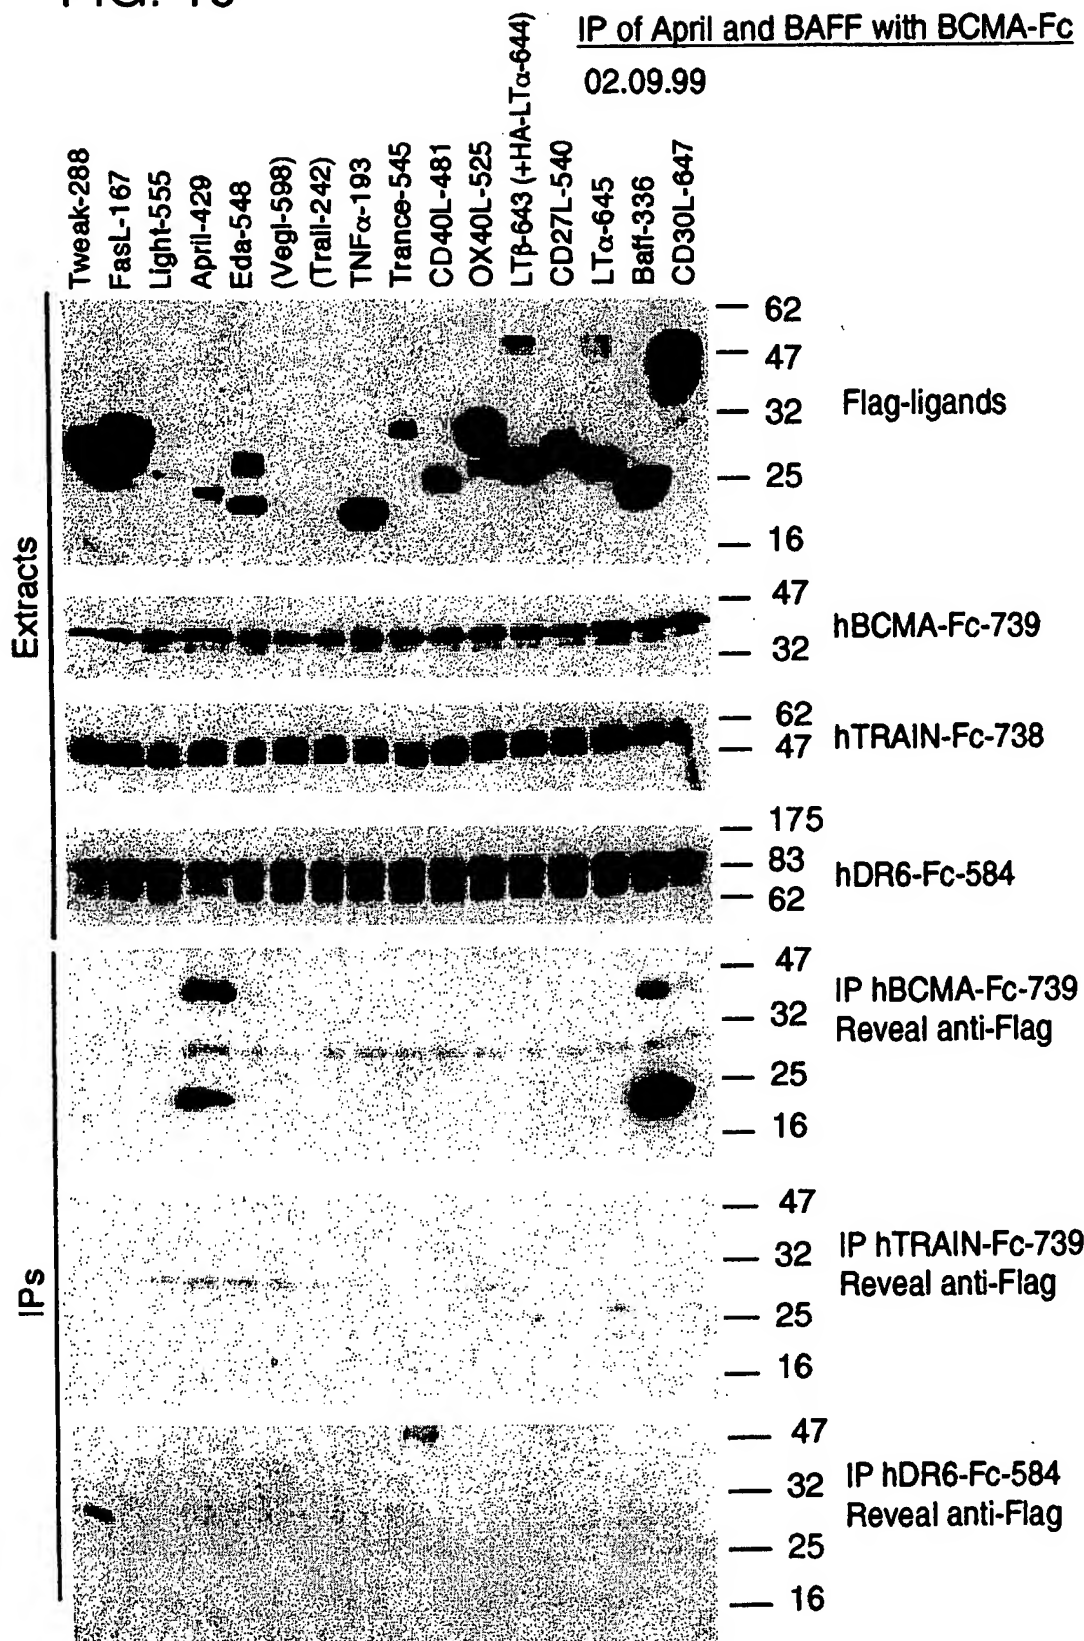 IP of April and BAFF with BCMA-Fc
02.09.99
Tweak-288
FasL-167
Light-555
April-429
Eda-548
(Vegl-598)
(Trail-242)
TNFα-193
Trance-545
CD40L-481
OX40L-525
LTβ-643 (+HA-LTα-644)
CD27L-540
LTα-645
Baff-336
CD30L-647
Extracts
62
47
32
25
16
Flag-ligands
47
32
hBCMA-Fc-739
62
47
hTRAIN-Fc-738
175
83
62
hDR6-Fc-584
IPs
47
32
25
16
IP hBCMA-Fc-739
Reveal anti-Flag
47
32
25
16
IP hTRAIN-Fc-739
Reveal anti-Flag
47
32
25
16
IP hDR6-Fc-584
Reveal anti-Flag